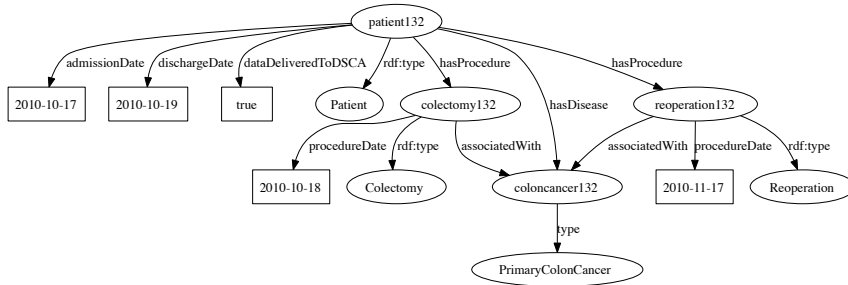 patient132
admissionDate
dischargeDate
dataDeliveredToDSCA
rdf:type
hasProcedure
hasDisease
hasProcedure
2010-10-17
2010-10-19
true
Patient
colectomy132
reoperation132
procedureDate
rdf:type
associatedWith
associatedWith
procedureDate
rdf:type
2010-10-18
Colectomy
coloncancer132
2010-11-17
Reoperation
type
PrimaryColonCancer